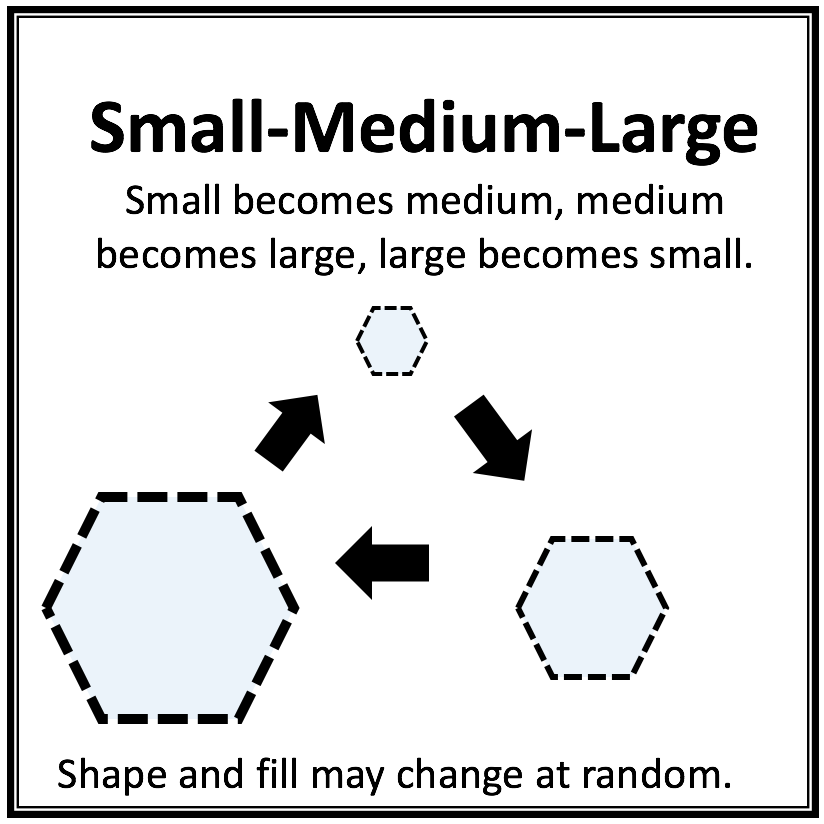 Small-Medium-Large
Small becomes medium, medium
becomes large, large becomes small.
Shape and fill may change at random.